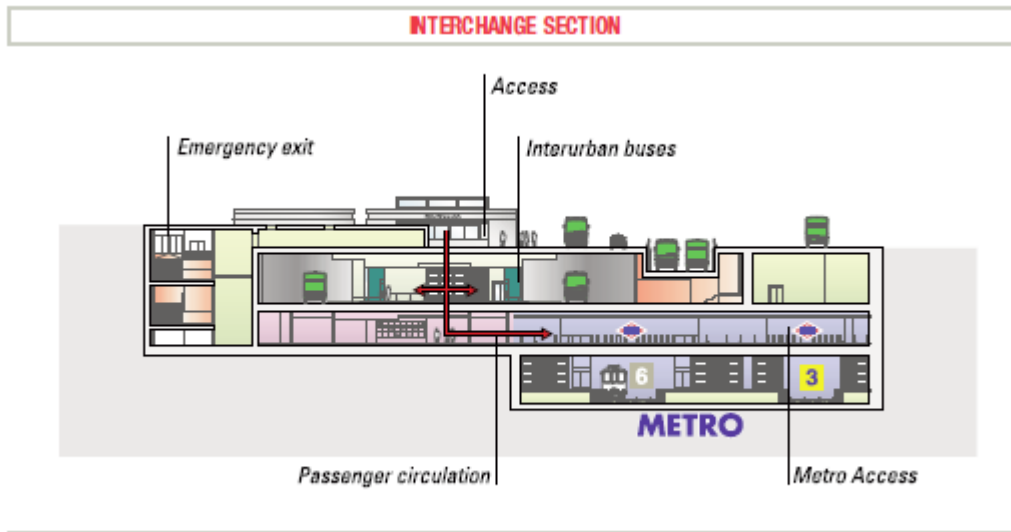 INTERCHANGE SECTION
Access
Emergency exit
Interurban buses
6
3
METRO
Passenger circulation
Metro Access